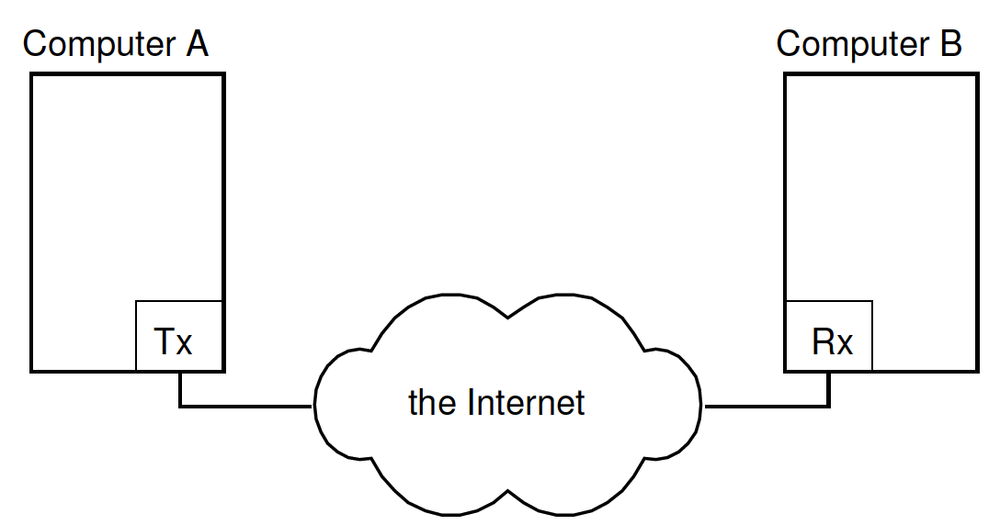 Computer A
Computer B
Tx
Rx
the Internet